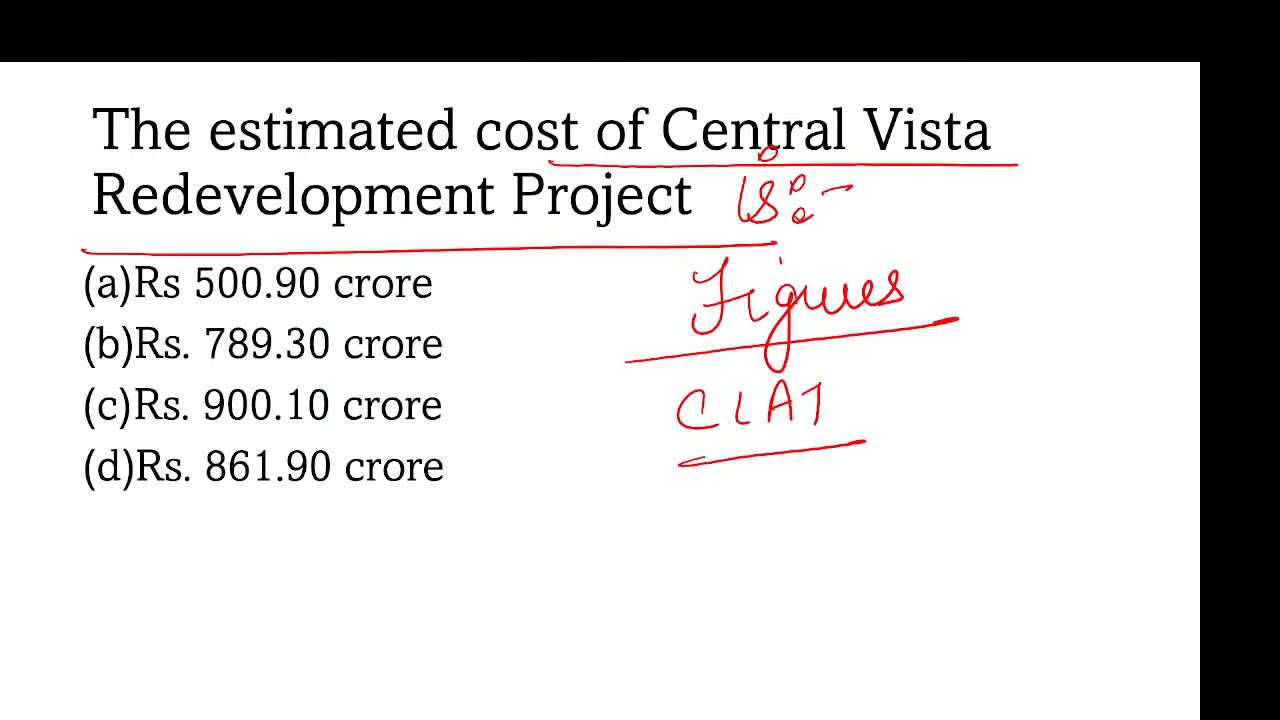 The estimated cost of Central Vista
Redevelopment Project is :-
(a)Rs 500.90 crore
(b)Rs. 789.30 crore
(c)Rs. 900.10 crore
(d)Rs. 861.90 crore
Figures
CLAT